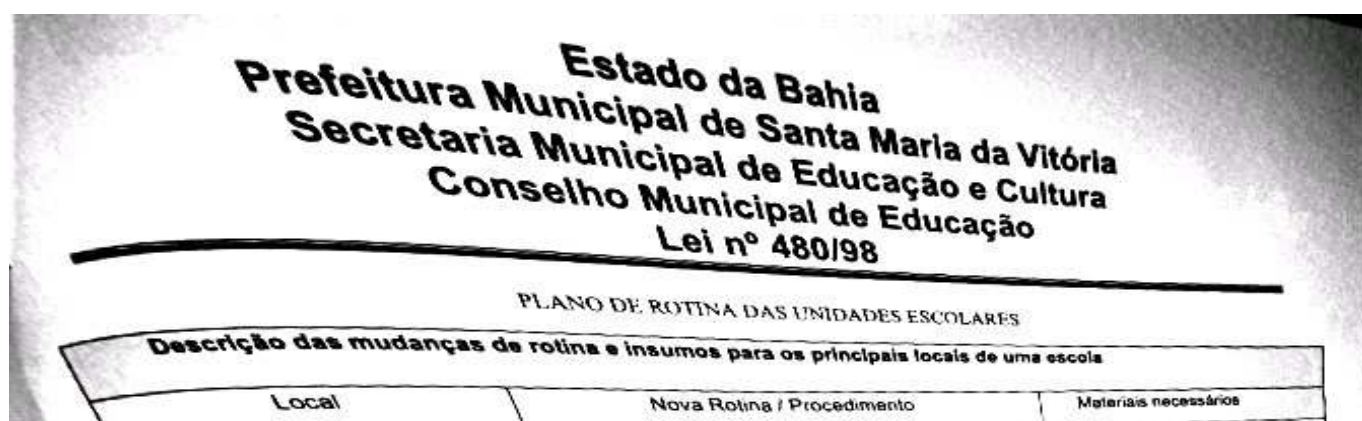 Estado da Bahia
Prefeitura Municipal de Santa Maria da Vitória
Secretaria Municipal de Educação e Cultura
Conselho Municipal de Educação
Lei nº 480/98
PLANO DE ROTINA DAS UNIDADES ESCOLARES
Descrição das mudanças de rotina e insumos para os principais locais de uma escola
Local Nova Rotina / Procedimento Materiais necessários